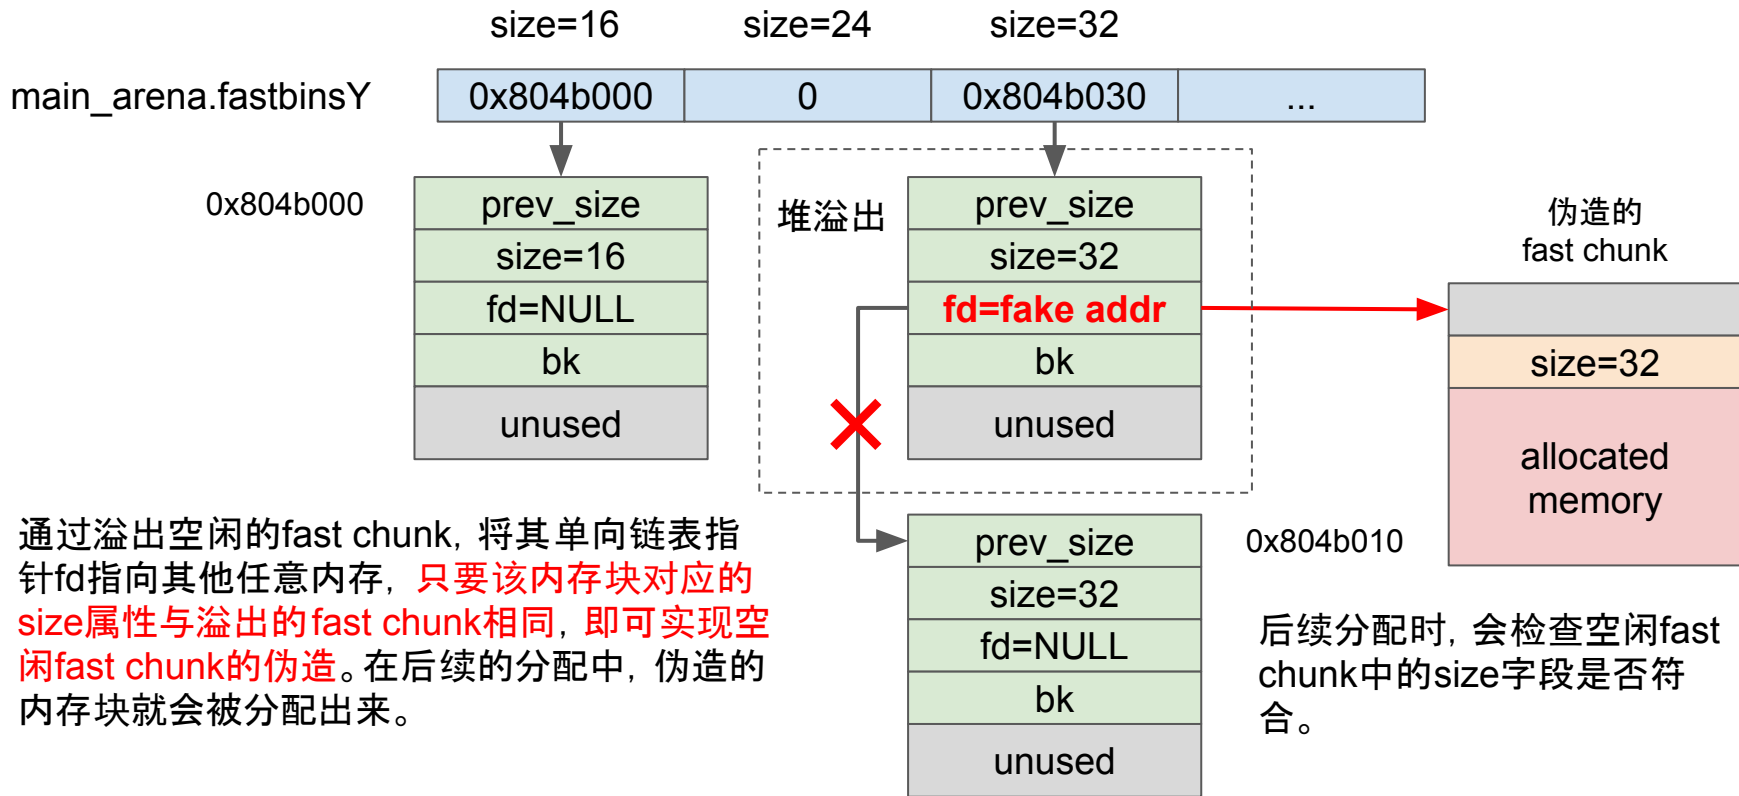 size=16
size=24
size=32
main_arena.fastbinsY
0x804b000
0
0x804b030
...
0x804b000
prev_size
size=16
fd=NULL
bk
unused
堆溢出
prev_size
size=32
fd=fake addr
bk
unused
伪造的
fast chunk
size=32
allocated
memory
通过溢出空闲的fast chunk, 将其单向链表指
针fd指向其他任意内存, 只要该内存块对应的
size属性与溢出的fast chunk相同, 即可实现空
闲fast chunk的伪造。在后续的分配中, 伪造的
内存块就会被分配出来。
0x804b010
prev_size
size=32
fd=NULL
bk
unused
后续分配时, 会检查空闲fast
chunk中的size字段是否符
合。